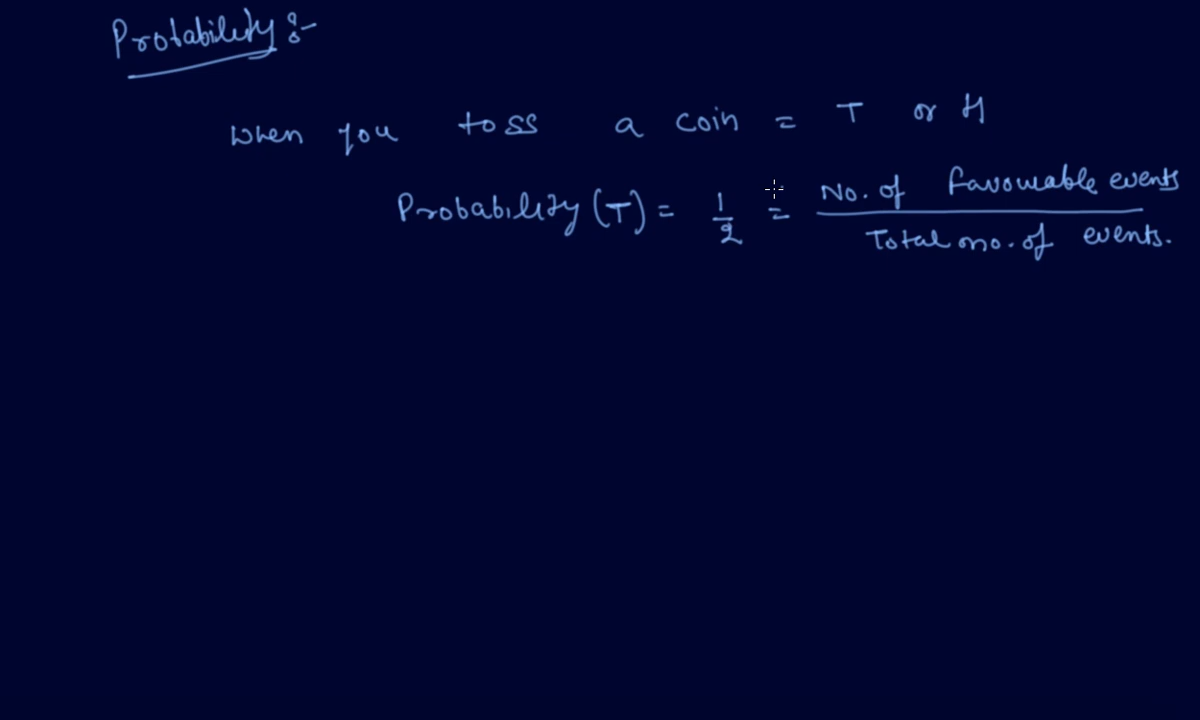 Probability :-
When you toss a coin = T or H
Probability (T) = 1/2 = No. of favourable events / Total no. of events.